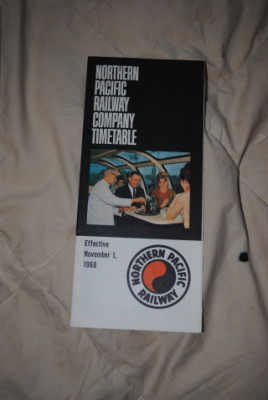 NORTHERN
PACIFIC
RAILWAY
COMPANY
TIMETABLE
Effective
November 1,
1968
NORTHERN PACIFIC
RAILWAY